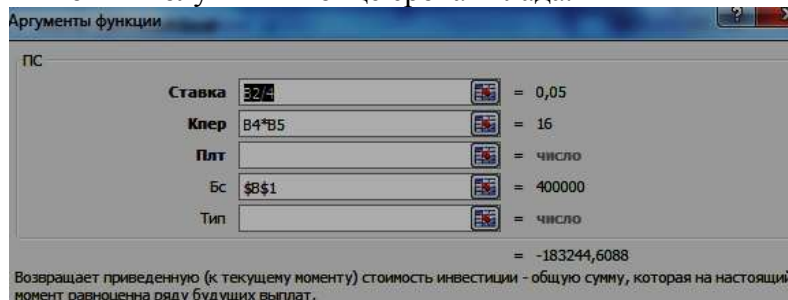 Аргументы функции
ПС
Ставка B2/4 = 0,05
Кпер B4*B5 = 16
Плт = число
Бс $B$1 = 400000
Тип = число
= -183244,6088
Возвращает приведенную (к текущему моменту) стоимость инвестиции - общую сумму, которая на настоящий
момент равноценна ряду будущих выплат.